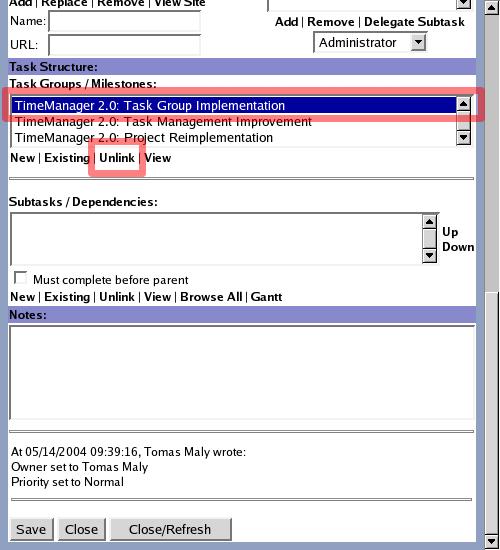 Add | Replace | Remove | View Site
Name:
URL:
Add | Remove | Delegate Subtask
Administrator
Task Structure:
Task Groups / Milestones:
TimeManager 2.0: Task Group Implementation
TimeManager 2.0: Task Management Improvement
TimeManager 2.0: Project Reimplementation
New | Existing | Unlink | View
Subtasks / Dependencies:
Up
Down
Must complete before parent
New | Existing | Unlink | View | Browse All | Gantt
Notes:
At 05/14/2004 09:39:16, Tomas Maly wrote:
Owner set to Tomas Maly
Priority set to Normal
Save Close Close/Refresh